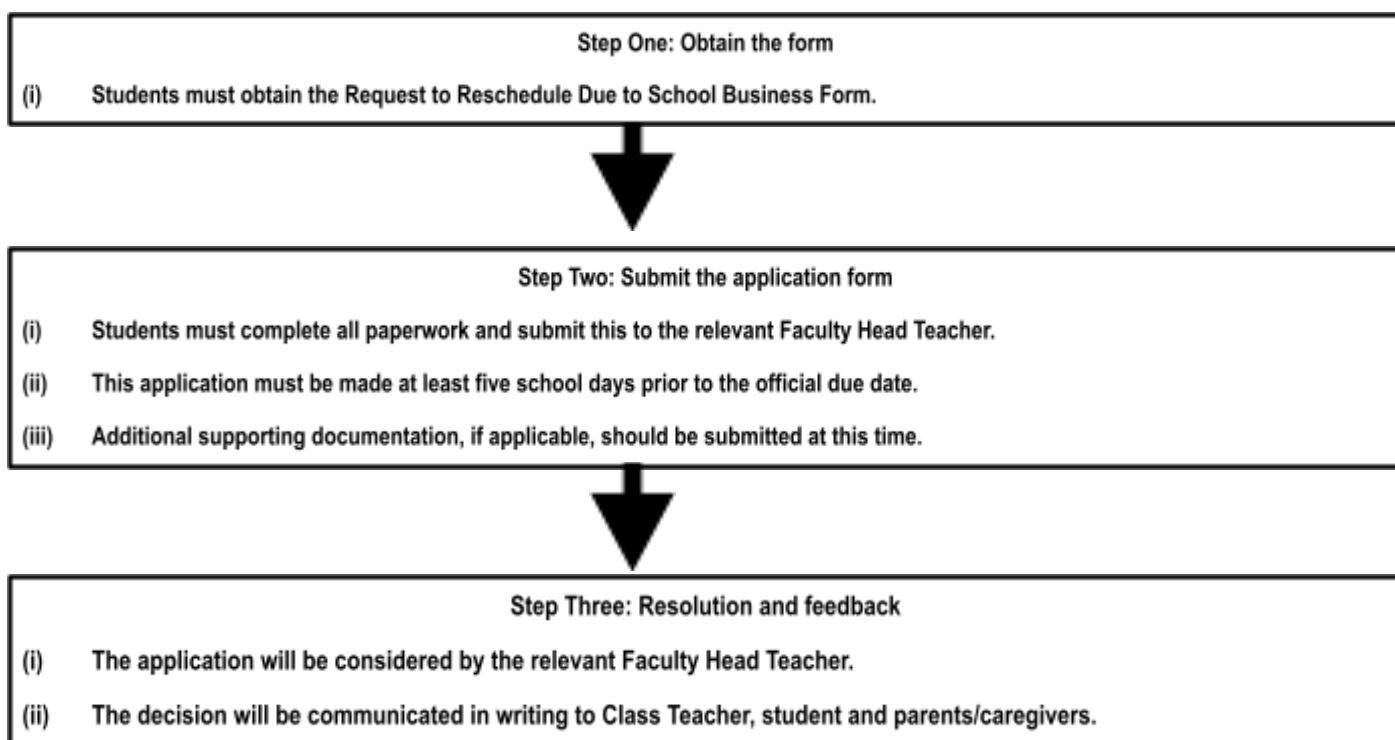 Step One: Obtain the form
(i) Students must obtain the Request to Reschedule Due to School Business Form.
Step Two: Submit the application form
(i) Students must complete all paperwork and submit this to the relevant Faculty Head Teacher.
(ii) This application must be made at least five school days prior to the official due date.
(iii) Additional supporting documentation, if applicable, should be submitted at this time.
Step Three: Resolution and feedback
(i) The application will be considered by the relevant Faculty Head Teacher.
(ii) The decision will be communicated in writing to Class Teacher, student and parents/caregivers.